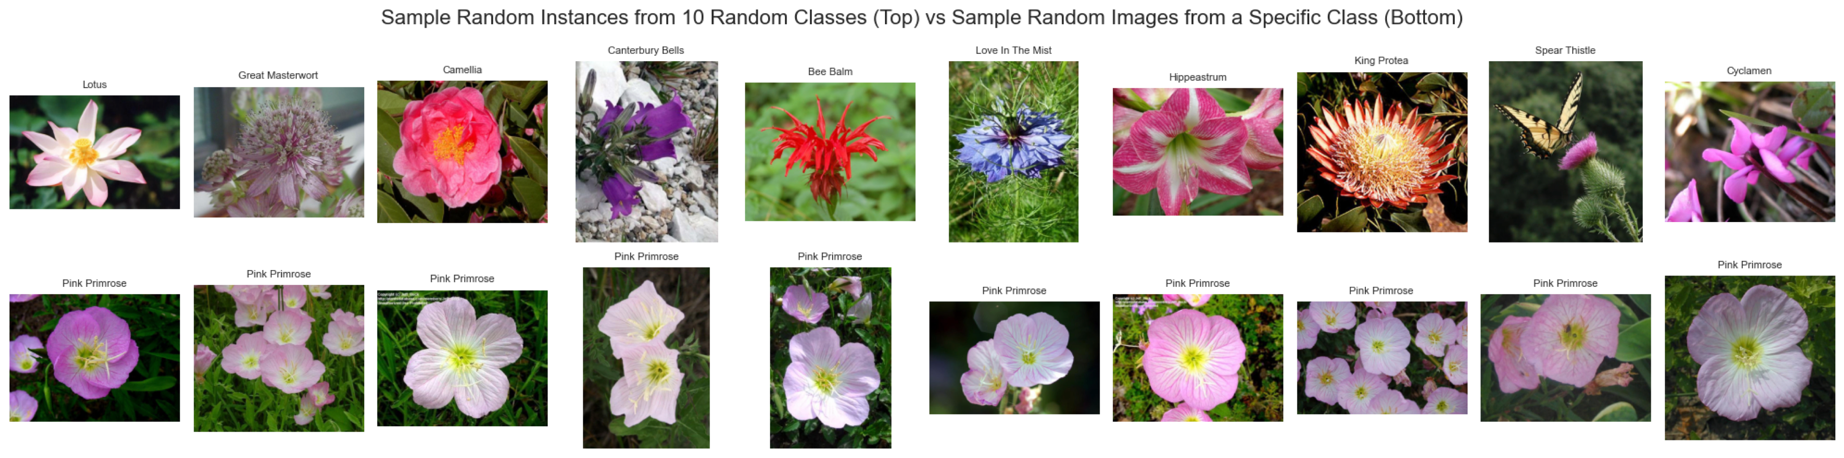 Sample Random Instances from 10 Random Classes (Top) vs Sample Random Images from a Specific Class (Bottom)
Lotus
Great Masterwort
Camellia
Canterbury Bells
Bee Balm
Love In The Mist
Hippeastrum
King Protea
Spear Thistle
Cyclamen
Pink Primrose
Pink Primrose
Pink Primrose
Pink Primrose
Pink Primrose
Pink Primrose
Pink Primrose
Pink Primrose
Pink Primrose
Pink Primrose